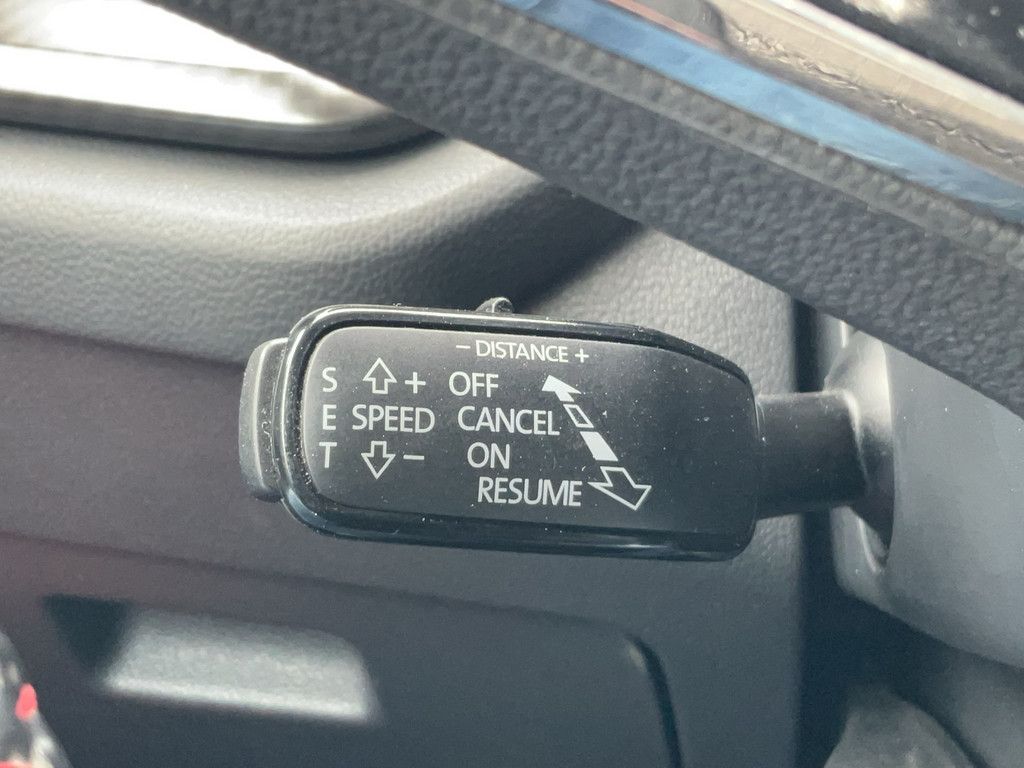 – DISTANCE +
S + OFF
E SPEED CANCEL
T – ON
RESUME